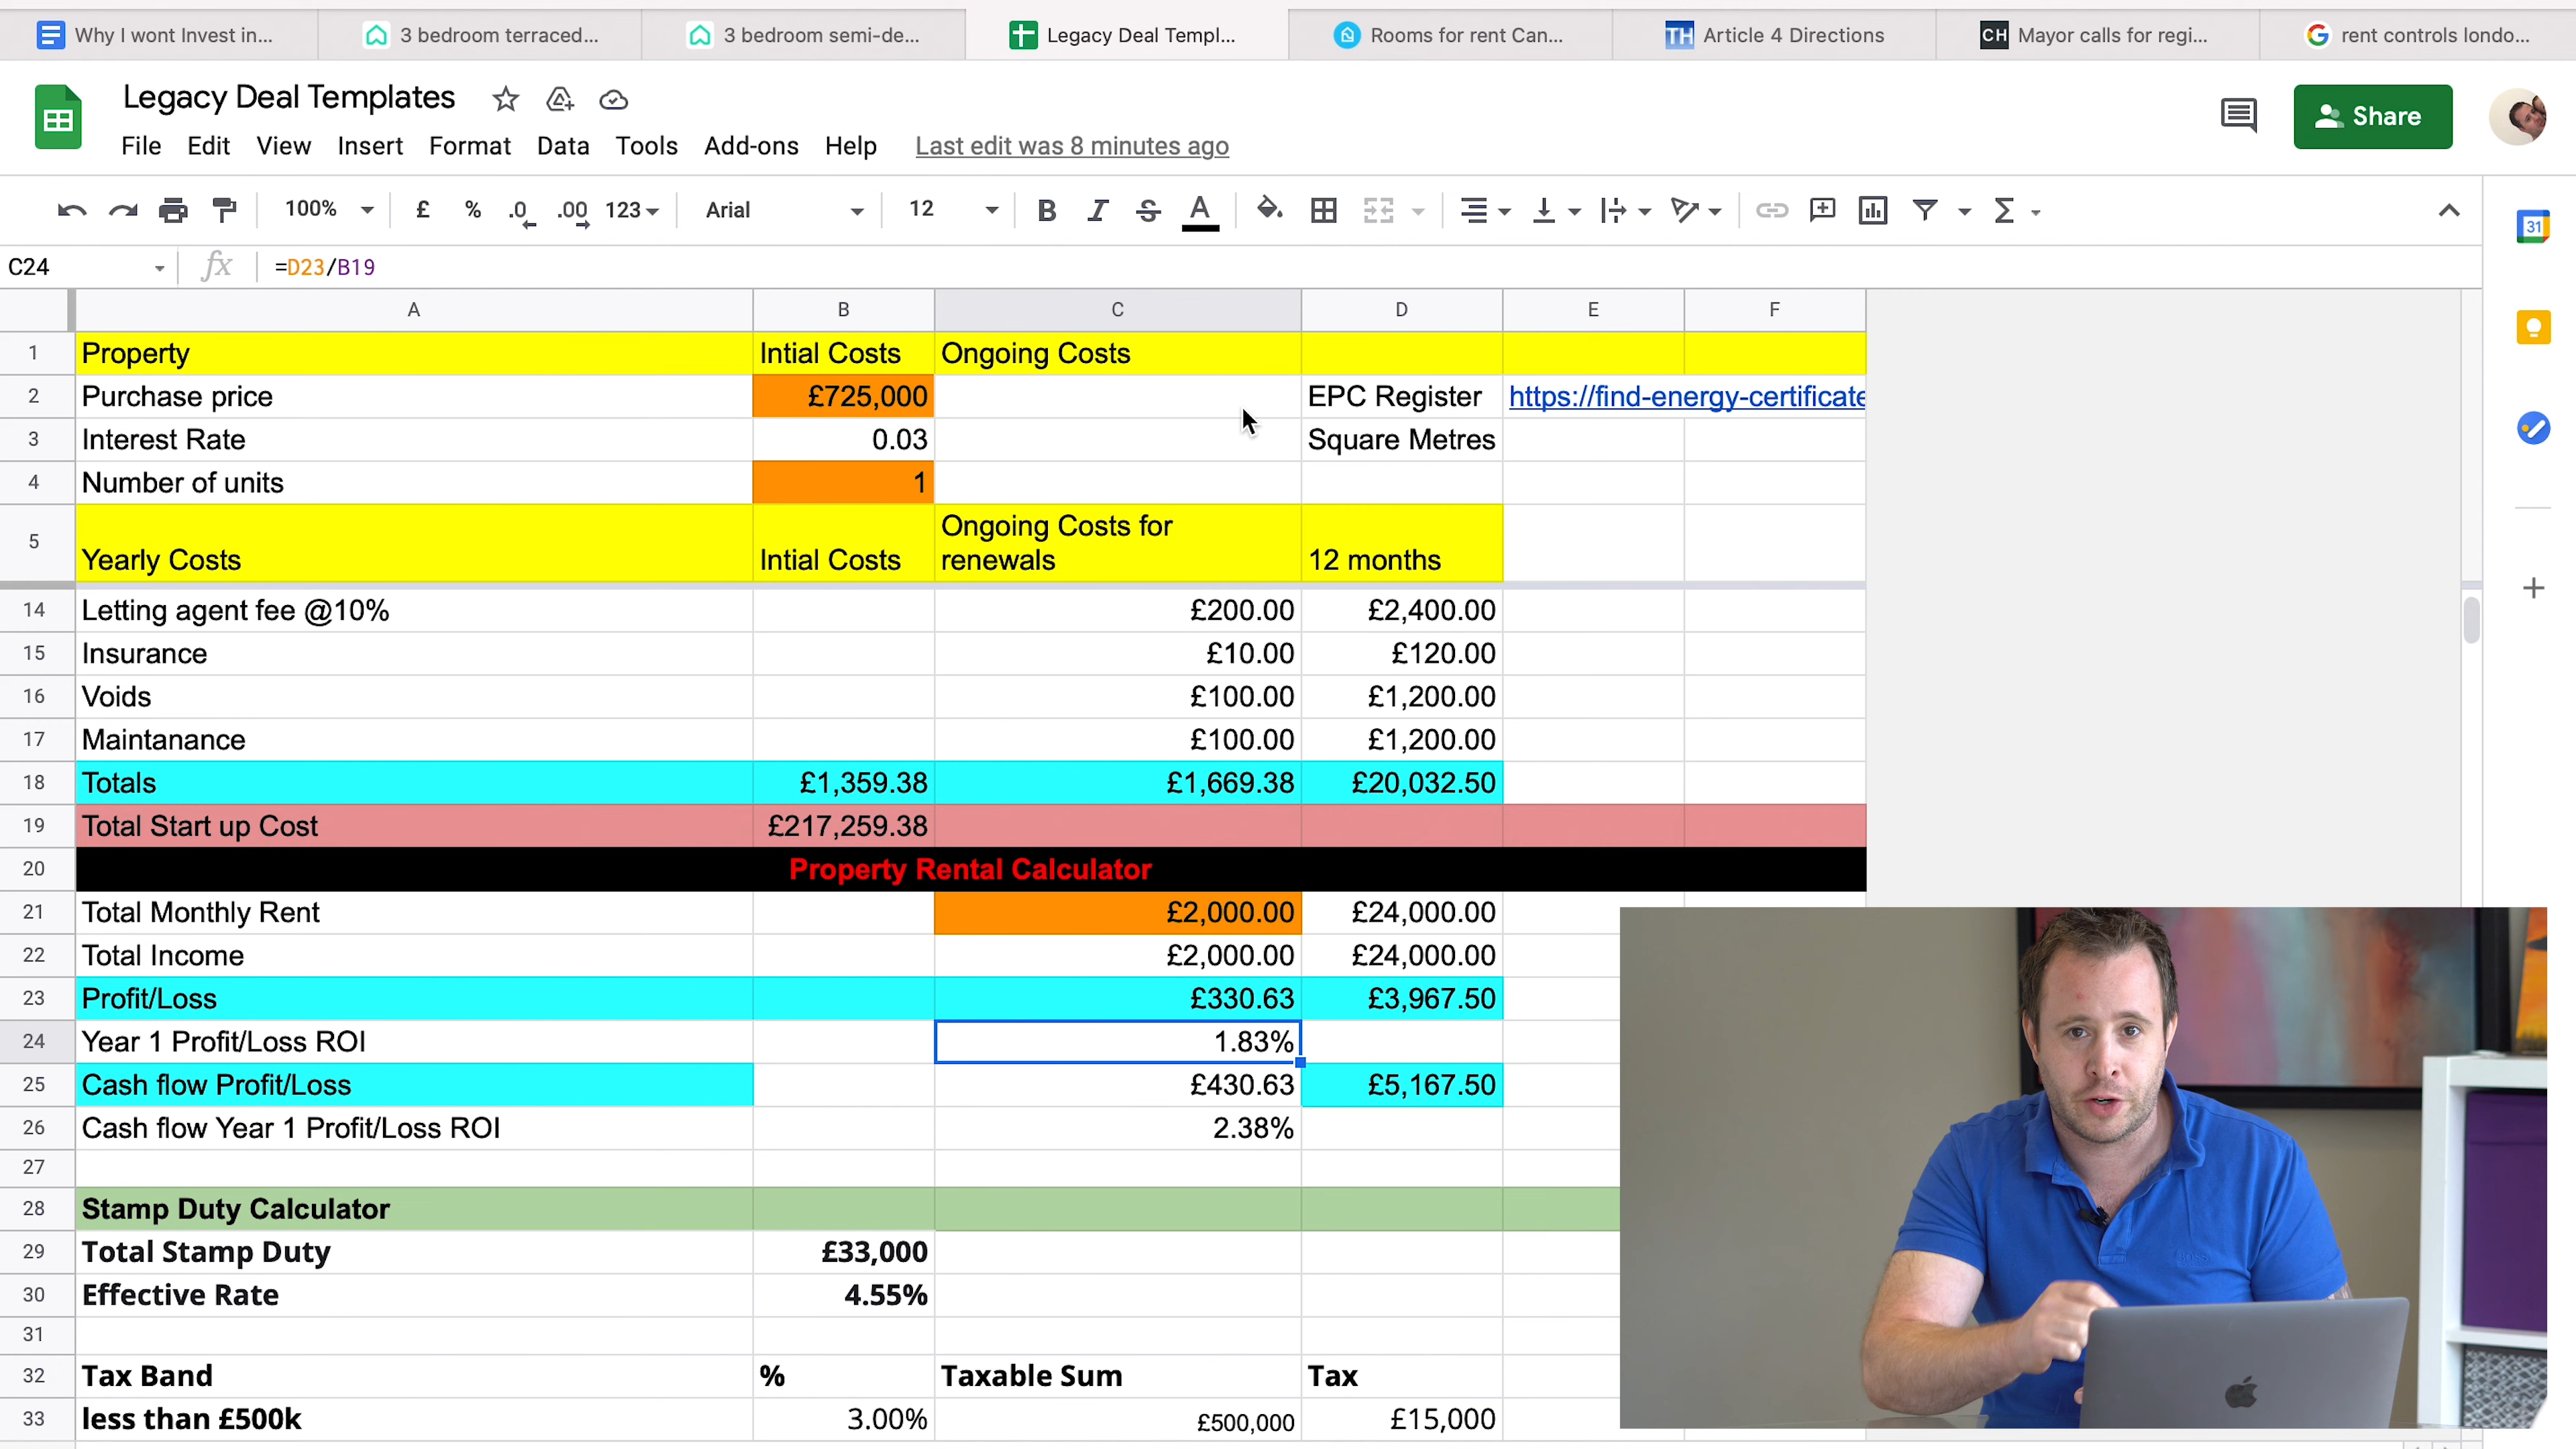 Why I wont Invest in...
3 bedroom terraced...
3 bedroom semi-de...
Legacy Deal Templ...
Rooms for rent Can...
TH Article 4 Directions
CH Mayor calls for regi...
G rent controls londo...
Legacy Deal Templates
Share
File Edit View Insert Format Data Tools Add-ons Help Last edit was 8 minutes ago
100% £ % .0 .00 123 Arial 12 B I S A
31
C24 fx =D23/B19
A B C D E F
1 Property Intial Costs Ongoing Costs
2 Purchase price £725,000 EPC Register https://find-energy-certificate
3 Interest Rate 0.03 Square Metres
4 Number of units 1
5 Yearly Costs Intial Costs Ongoing Costs for
renewals 12 months
14 Letting agent fee @10% £200.00 £2,400.00
15 Insurance £10.00 £120.00
16 Voids £100.00 £1,200.00
17 Maintanance £100.00 £1,200.00
18 Totals £1,359.38 £1,669.38 £20,032.50
19 Total Start up Cost £217,259.38
20 Property Rental Calculator
21 Total Monthly Rent £2,000.00 £24,000.00
22 Total Income £2,000.00 £24,000.00
23 Profit/Loss £330.63 £3,967.50
24 Year 1 Profit/Loss ROI 1.83%
25 Cash flow Profit/Loss £430.63 £5,167.50
26 Cash flow Year 1 Profit/Loss ROI 2.38%
27
28 Stamp Duty Calculator
29 Total Stamp Duty £33,000
30 Effective Rate 4.55%
31
32 Tax Band % Taxable Sum Tax
33 less than £500k 3.00% £500,000 £15,000